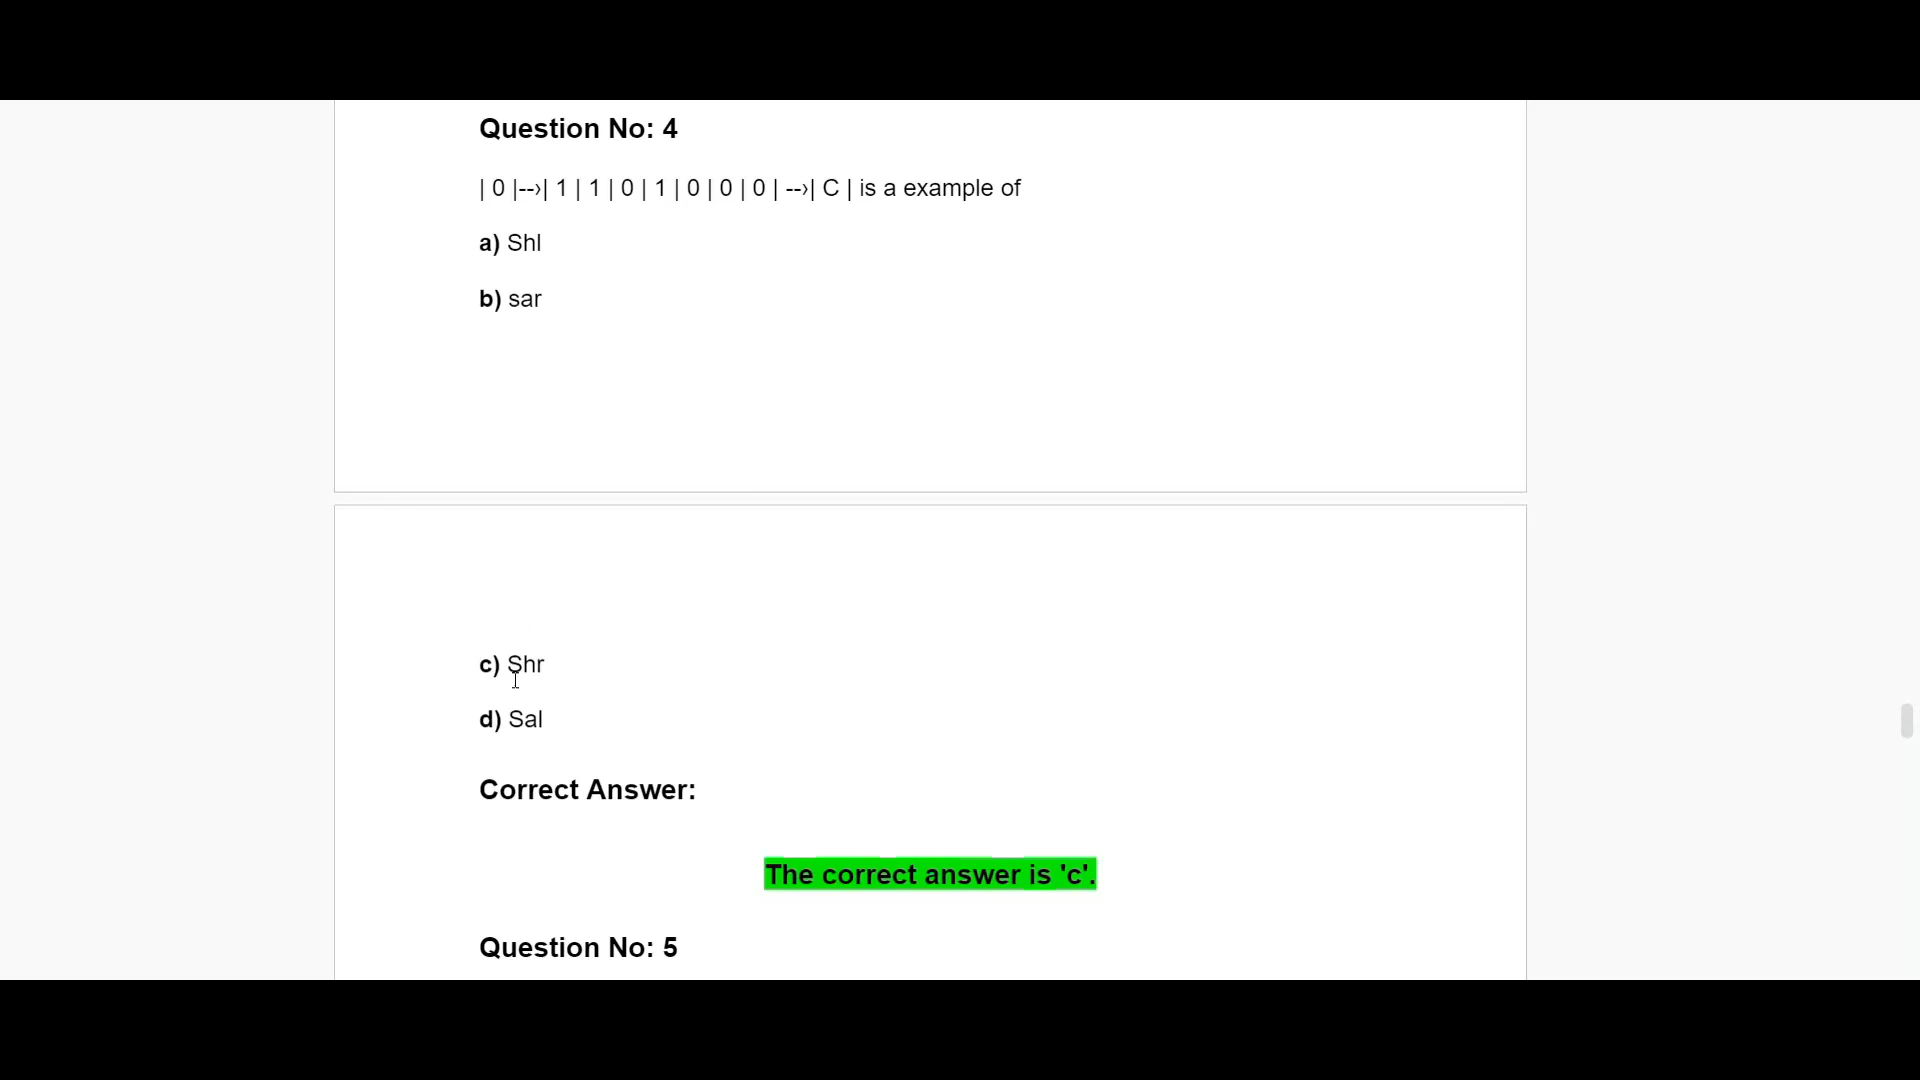 Question No: 4
| 0 |--›| 1 | 1 | 0 | 1 | 0 | 0 | 0 | --›| C | is a example of
a) Shl
b) sar
c) Shr
d) Sal
Correct Answer:
The correct answer is 'c'.
Question No: 5